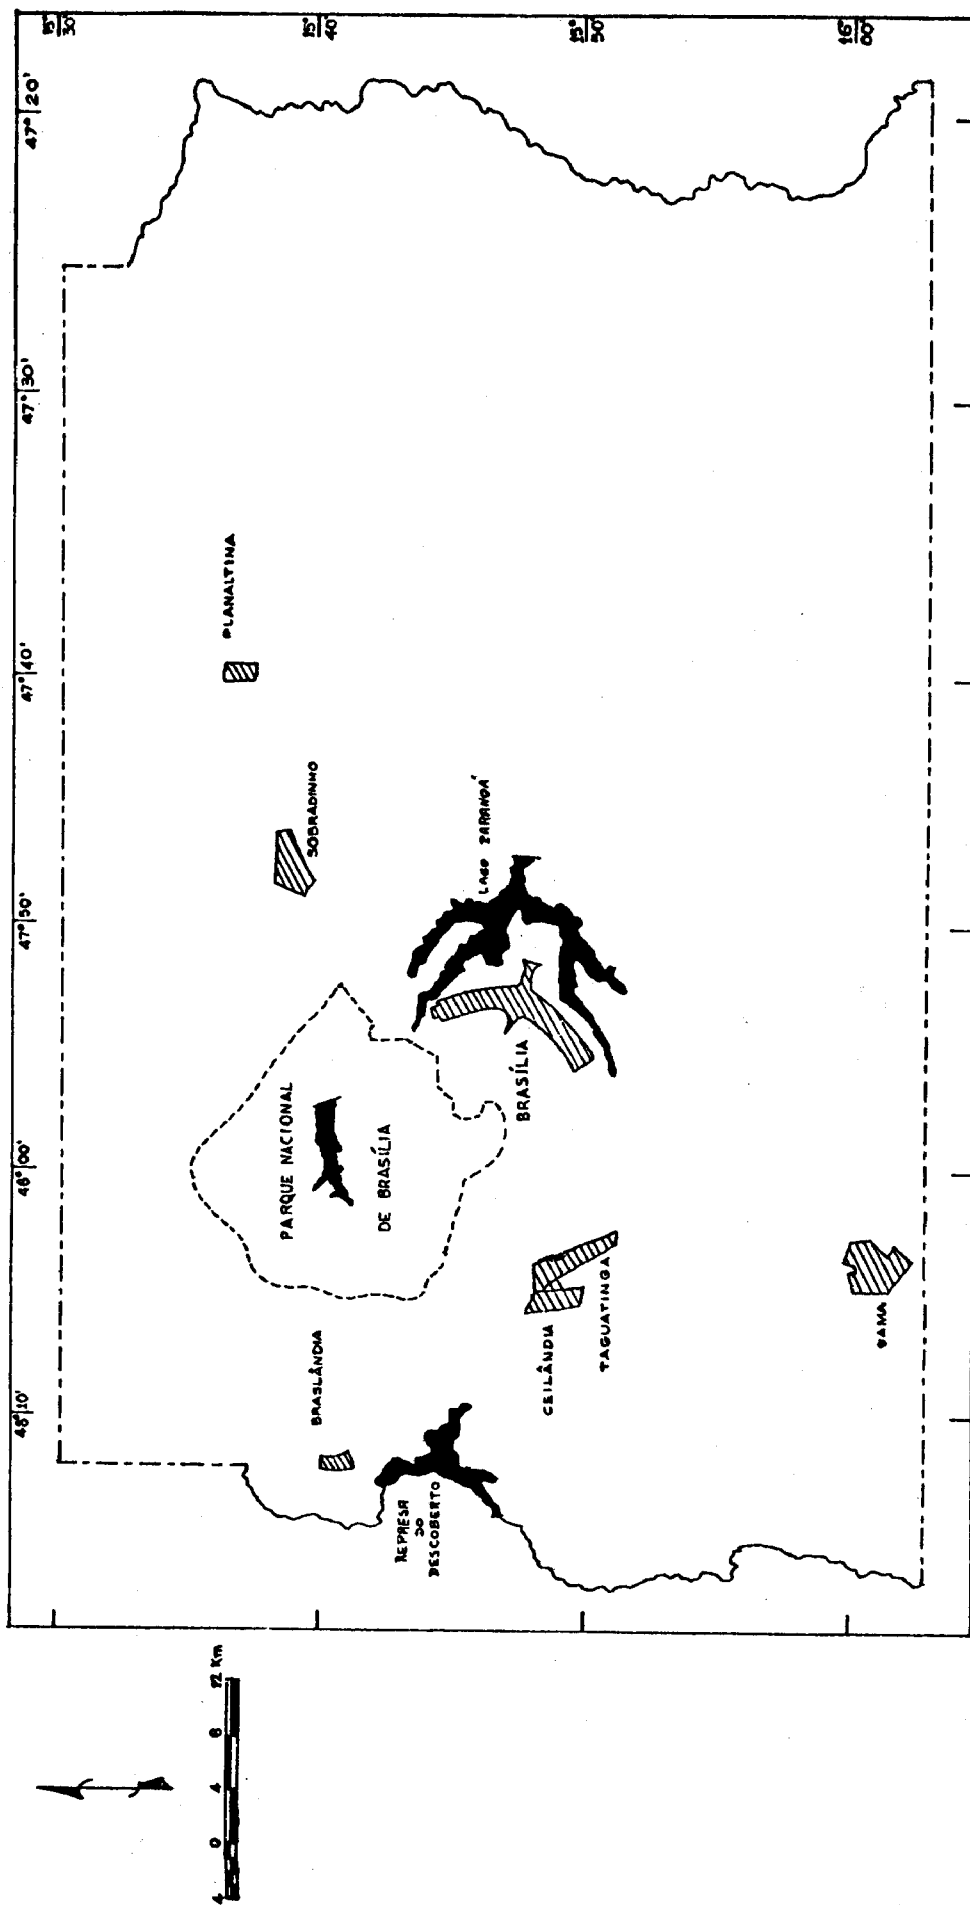 48°10' 48°00' 47°50' 47°40' 47°30' 47°20'
15° 30'
15° 40'
15° 50'
16° 00'
PLANALTINA
SOBRADINHO
PARQUE NACIONAL
DE BRASÍLIA
BRASLÂNDIA
REPRESA
DO
DESCOBERTO
LAGO PARANOÁ
BRASÍLIA
CEILÂNDIA
TAGUATINGA
GAMA
4 0 4 8 12 Km